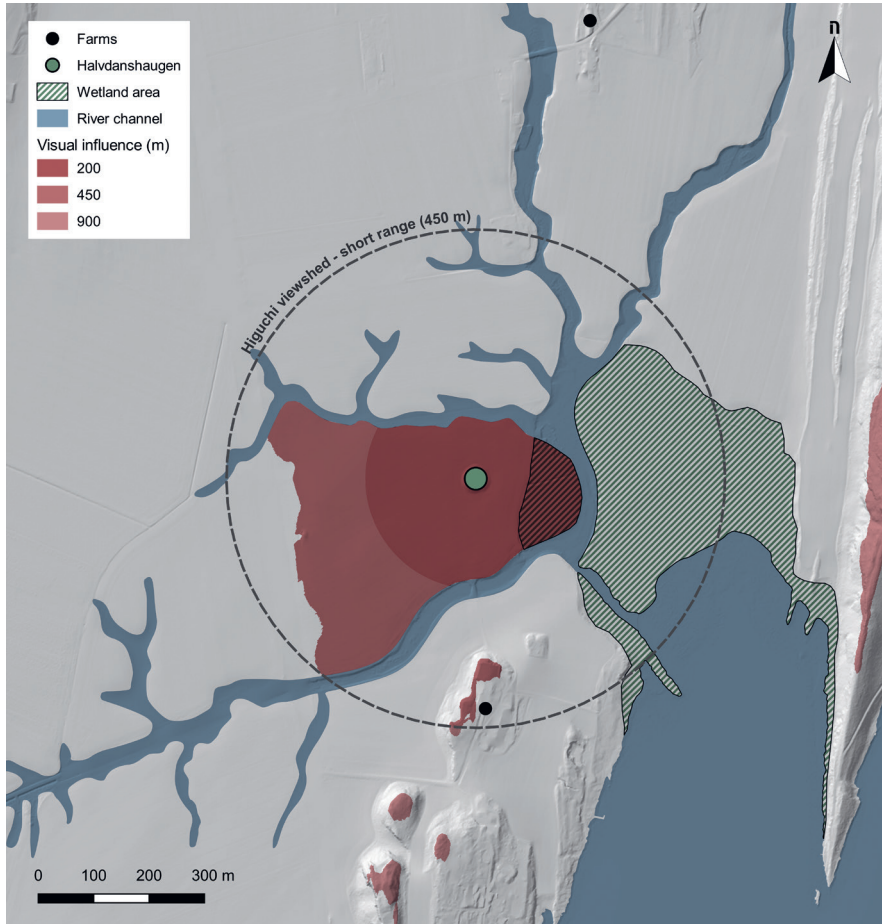 Farms
Halvdanshaugen
Wetland area
River channel
Visual influence (m)
200
450
900
Higuchi viewshed - short range (450 m)
0 100 200 300 m